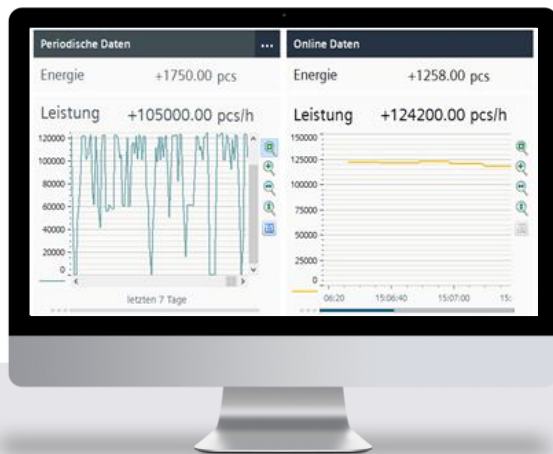 Periodische Daten ...
Energie +1750.00 pcs
Leistung +105000.00 pcs/h
120000
100000
80000
60000
40000
20000
0
letzten 7 Tage
Online Daten
Energie +1258.00 pcs
Leistung +124200.00 pcs/h
150000
125000
100000
75000
50000
25000
0
06:20 15:06:40 15:07:00 15: